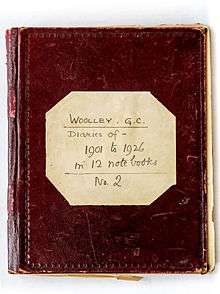 WOOLLEY. G.C.
Diaries of -
1901 to 1926
in 12 note books
No. 2